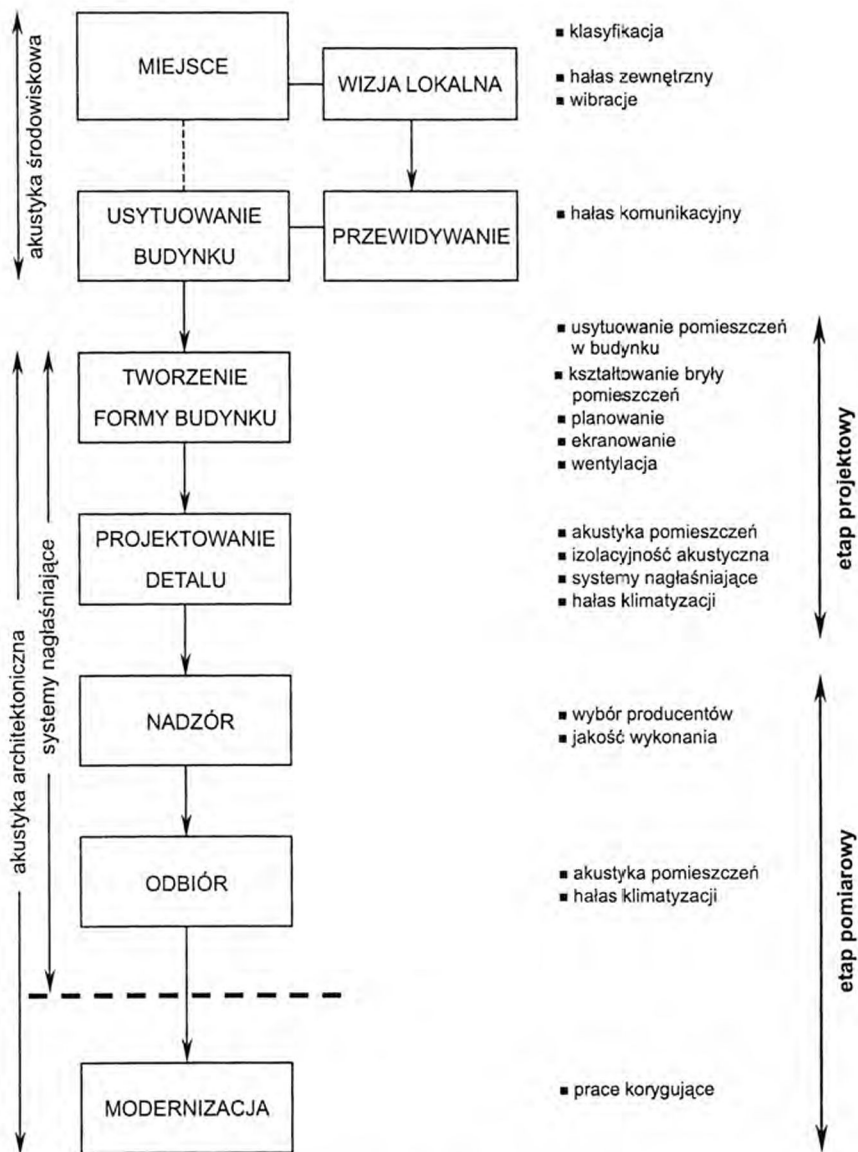 MIEJSCE
WIZJA LOKALNA
▪ klasyfikacja
▪ hałas zewnętrzny
▪ wibracje
akustyka środowiskowa
USYTUOWANIE
BUDYNKU
PRZEWIDYWANIE
▪ hałas komunikacyjny
TWORZENIE
FORMY BUDYNKU
▪ usytuowanie pomieszczeń
w budynku
▪ kształtowanie bryły
pomieszczeń
▪ planowanie
▪ ekranowanie
▪ wentylacja
etap projektowy
PROJEKTOWANIE
DETALU
▪ akustyka pomieszczeń
▪ izolacyjność akustyczna
▪ systemy nagłaśniające
▪ hałas klimatyzacji
akustyka architektoniczna
systemy nagłaśniające
NADZÓR
▪ wybór producentów
▪ jakość wykonania
ODBIÓR
▪ akustyka pomieszczeń
▪ hałas klimatyzacji
etap pomiarowy
MODERNIZACJA
▪ prace korygujące